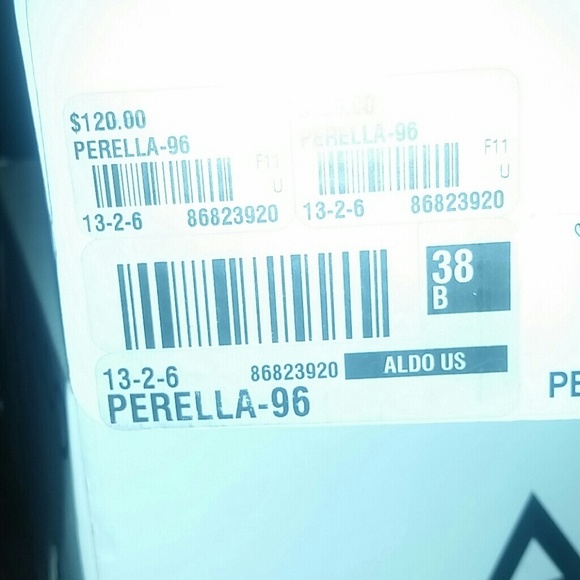 $120.00
PERELLA-96
F11
U
13-2-6 86823920
PERELLA-96
F11
U
13-2-6 86823920
38
B
13-2-6 86823920 ALDO US
PERELLA-96
PE
A